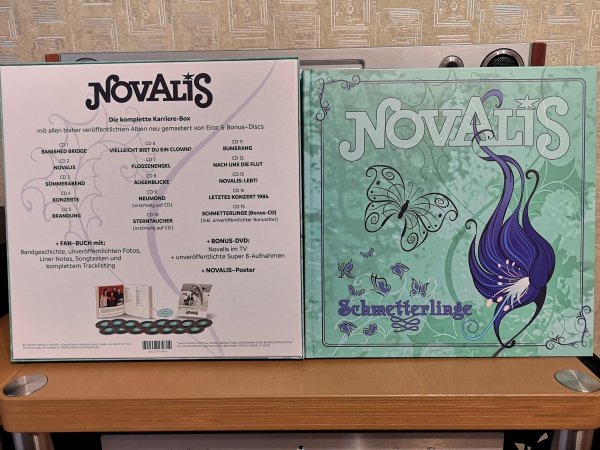 NOVALIS
Die komplette Karriere-Box
mit allen bisher veröffentlichten Alben neu gemastert von Eroc & Bonus-Discs
CD 1
BANISHED BRIDGE
CD 2
NOVALIS
CD 3
SOMMERABEND
CD 4
KONZERTE
CD 5
BRANDUNG
CD 6
VIELLEICHT BIST DU EIN CLOWN?
CD 7
FLOSSENENGEL
CD 8
AUGENBLICKE
CD 9
NEUMOND
(erstmalig auf CD)
CD 10
STERNTAUCHER
(erstmalig auf CD)
CD 11
BUMERANG
CD 12
NACH UNS DIE FLUT
CD 13
NOVALIS: LEBT!
CD 14
LETZTES KONZERT 1984
CD 15
SCHMETTERLINGE (Bonus-CD)
(inkl. unveröffentlichter Bonustitel)
+ FAN-BUCH mit:
Bandgeschichte, unveröffentlichten Fotos,
Liner Notes, Songtexten und
komplettem Tracklisting
+ BONUS-DVD:
Novalis im TV
+ unveröffentlichte Super 8-Aufnahmen
+ NOVALIS-Poster
NOVALIS
Schmetterlinge